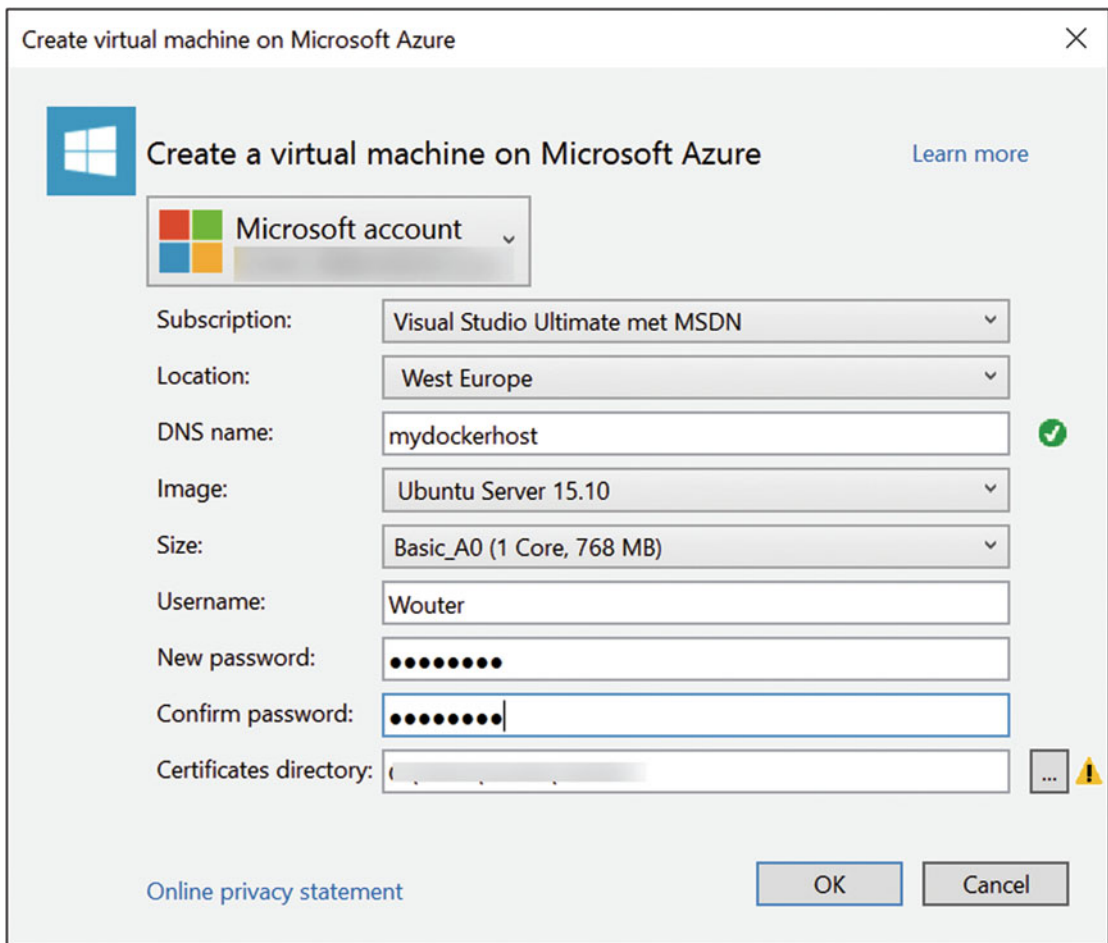 Create virtual machine on Microsoft Azure
Create a virtual machine on Microsoft Azure Learn more
Microsoft account
Subscription: Visual Studio Ultimate met MSDN
Location: West Europe
DNS name: mydockerhost
Image: Ubuntu Server 15.10
Size: Basic_A0 (1 Core, 768 MB)
Username: Wouter
New password: ●●●●●●●●
Confirm password: ●●●●●●●●
Certificates directory: ...
Online privacy statement OK Cancel